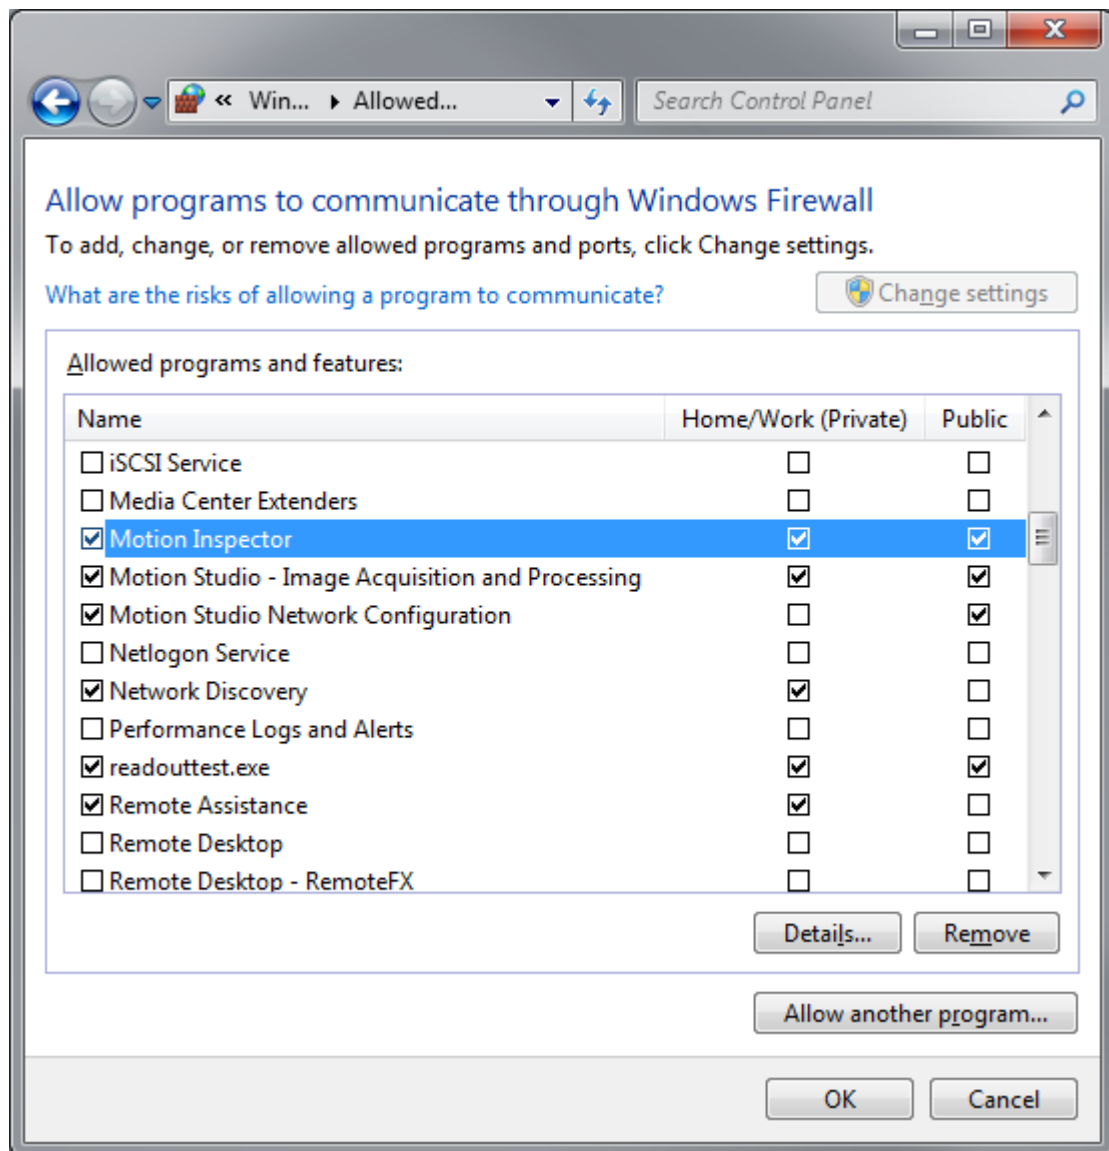 « Win... ▸ Allowed...
Search Control Panel
Allow programs to communicate through Windows Firewall
To add, change, or remove allowed programs and ports, click Change settings.
What are the risks of allowing a program to communicate?
Change settings
Allowed programs and features:
Name Home/Work (Private) Public
iSCSI Service
Media Center Extenders
Motion Inspector
Motion Studio - Image Acquisition and Processing
Motion Studio Network Configuration
Netlogon Service
Network Discovery
Performance Logs and Alerts
readouttest.exe
Remote Assistance
Remote Desktop
Remote Desktop - RemoteFX
Details... Remove
Allow another program...
OK Cancel